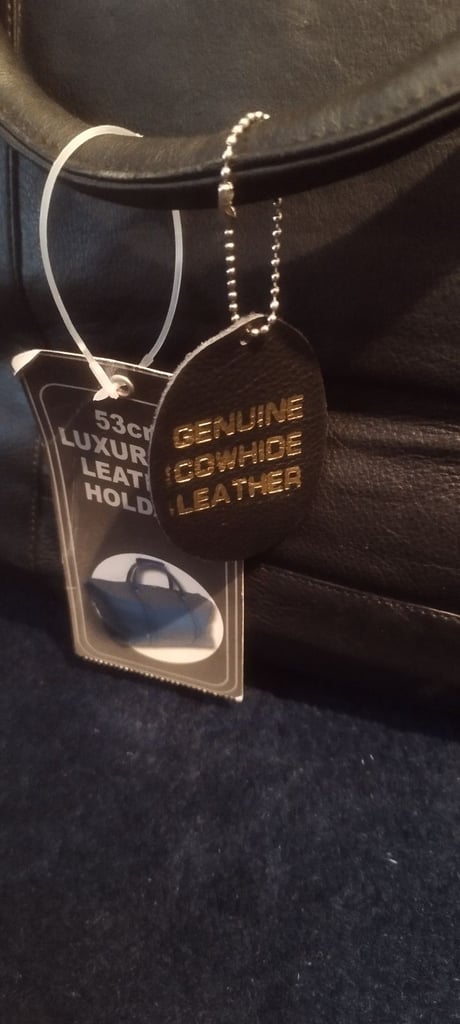 53c
LUXUR
LEAT
HOLD
GENUINE
COWHIDE
LEATHER